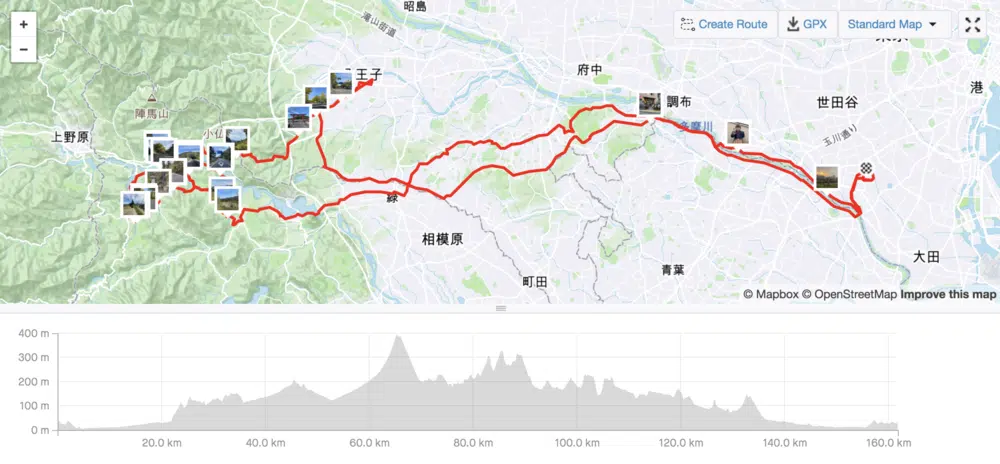 +
−
Create Route
GPX
Standard Map
昭島
滝山街道
王子
府中
調布
世田谷
港
陣馬山
上野原
小仏
多摩川
玉川通り
緑
相模原
町田
青葉
大田
© Mapbox © OpenStreetMap Improve this map
400 m
300 m
200 m
100 m
0 m
20.0 km
40.0 km
60.0 km
80.0 km
100.0 km
120.0 km
140.0 km
160.0 km